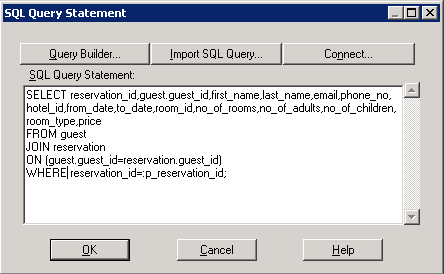 SQL Query Statement
Query Builder...
Import SQL Query...
Connect...
SQL Query Statement:
SELECT reservation_id,guest.guest_id,first_name,last_name,email,phone_no,
hotel_id,from_date,to_date,room_id,no_of_rooms,no_of_adults,no_of_children,
room_type,price
FROM guest
JOIN reservation
ON (guest.guest_id=reservation.guest_id)
WHERE reservation_id=:p_reservation_id;
OK
Cancel
Help